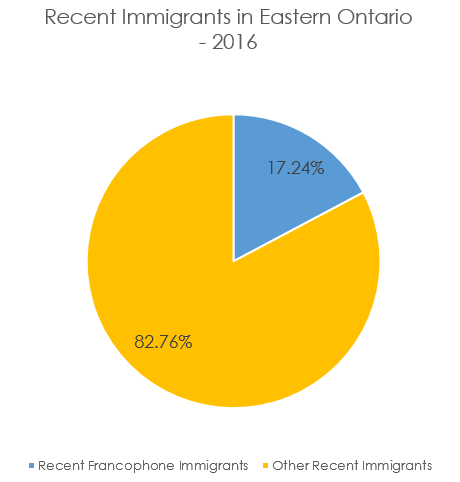 Recent Immigrants in Eastern Ontario
- 2016
17.24%
82.76%
Recent Francophone Immigrants
Other Recent Immigrants